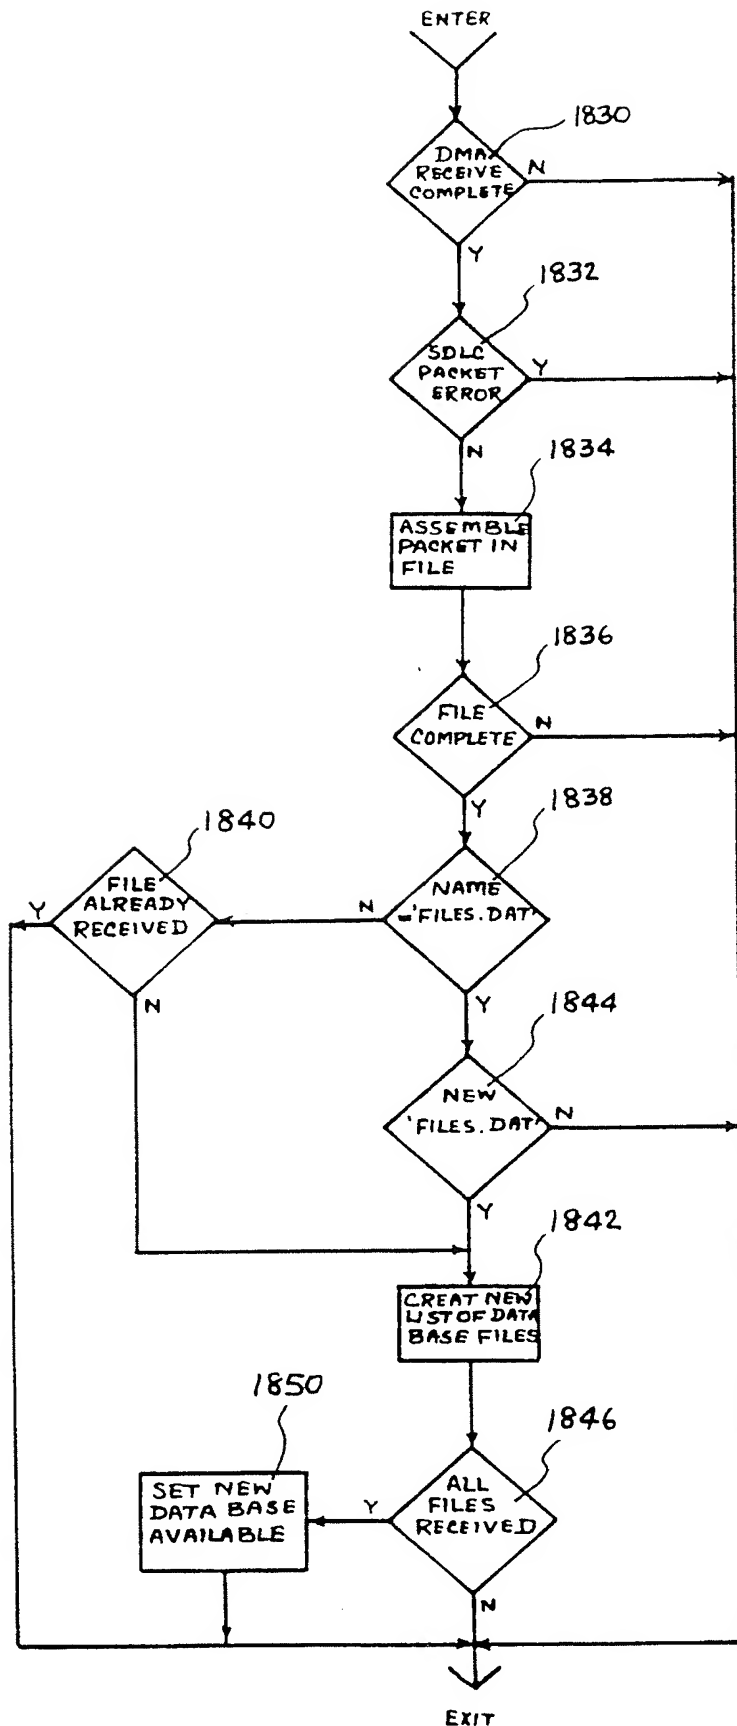 ENTER
1830
DMA
RECEIVE
COMPLETE
N
Y
1832
SDLC
PACKET
ERROR
Y
N
1834
ASSEMBLE
PACKET IN
FILE
1836
FILE
COMPLETE
N
Y
1838
1840
NAME
='FILES.DAT'
N
FILE
ALREADY
RECEIVED
Y
N
Y
1844
NEW
'FILES.DAT'
N
Y
1842
CREAT NEW
LIST OF DATA
BASE FILES
1850
1846
ALL
FILES
RECEIVED
Y
SET NEW
DATA BASE
AVAILABLE
N
EXIT